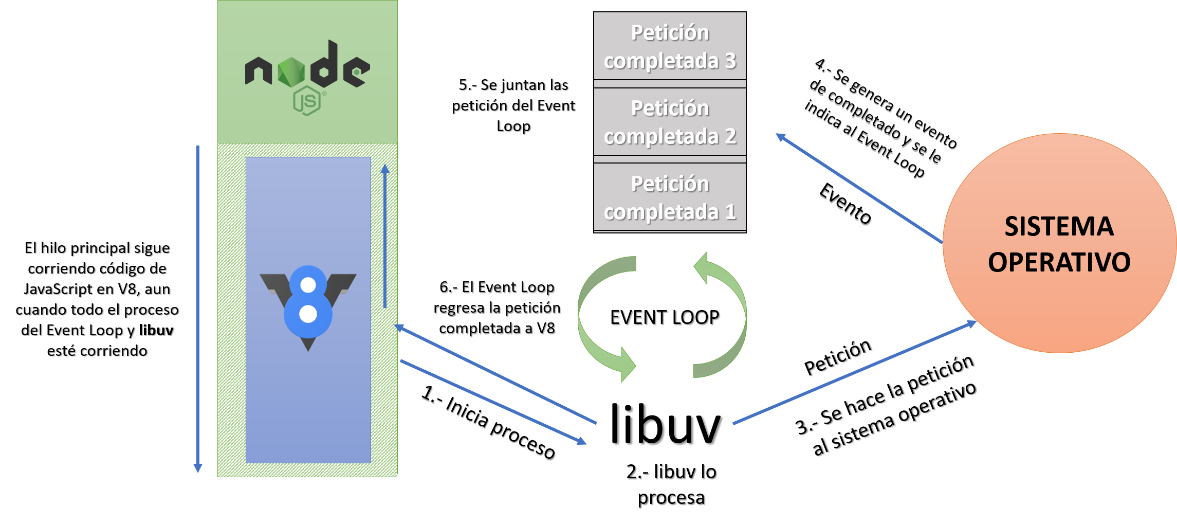 node
JS
El hilo principal sigue
corriendo código de
JavaScript en V8, aun
cuando todo el proceso
del Event Loop y libuv
esté corriendo
8
1.- Inicia proceso
libuv
2.- libuv lo
procesa
Petición
3.- Se hace la petición
al sistema operativo
SISTEMA
OPERATIVO
4.- Se genera un evento
de completado y se le
indica al Event Loop
Evento
5.- Se juntan las
petición del Event
Loop
Petición
completada 3
Petición
completada 2
Petición
completada 1
EVENT LOOP
6.- El Event Loop
regresa la petición
completada a V8